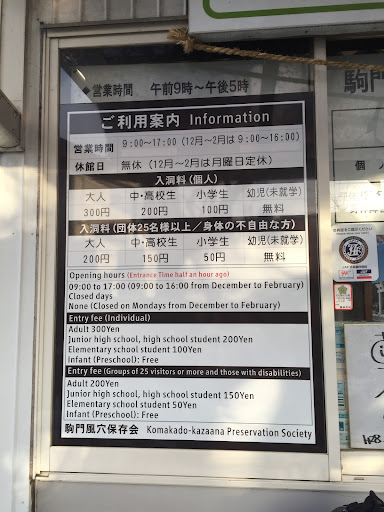 ◆営業時間 午前9時～午後5時
ご利用案内 Information
営業時間 9:00～17:00 (12月～2月は9:00～16:00)
休館日 無休 (12月～2月は月曜日定休)
入洞料 (個人)
大人 中・高校生 小学生 幼児(未就学)
300円 200円 100円 無料
入洞料 (団体25名様以上／身体の不自由な方)
大人 中・高校生 小学生 幼児(未就学)
200円 150円 50円 無料
Opening hours (Entrance Time half an hour ago)
09:00 to 17:00 (09:00 to 16:00 from December to February)
Closed days
None (Closed on Mondays from December to February)
Entry fee (Individual)
Adult 300Yen
Junior high school, high school student 200Yen
Elementary school student 100Yen
Infant (Preschool): Free
Entry fee (Groups of 25 visitors or more and those with disabilities)
Adult 200Yen
Junior high school, high school student 150Yen
Elementary school student 50Yen
Infant (Preschool): Free
駒門風穴保存会 Komakado-kazaana Preservation Society
駒門
JAF